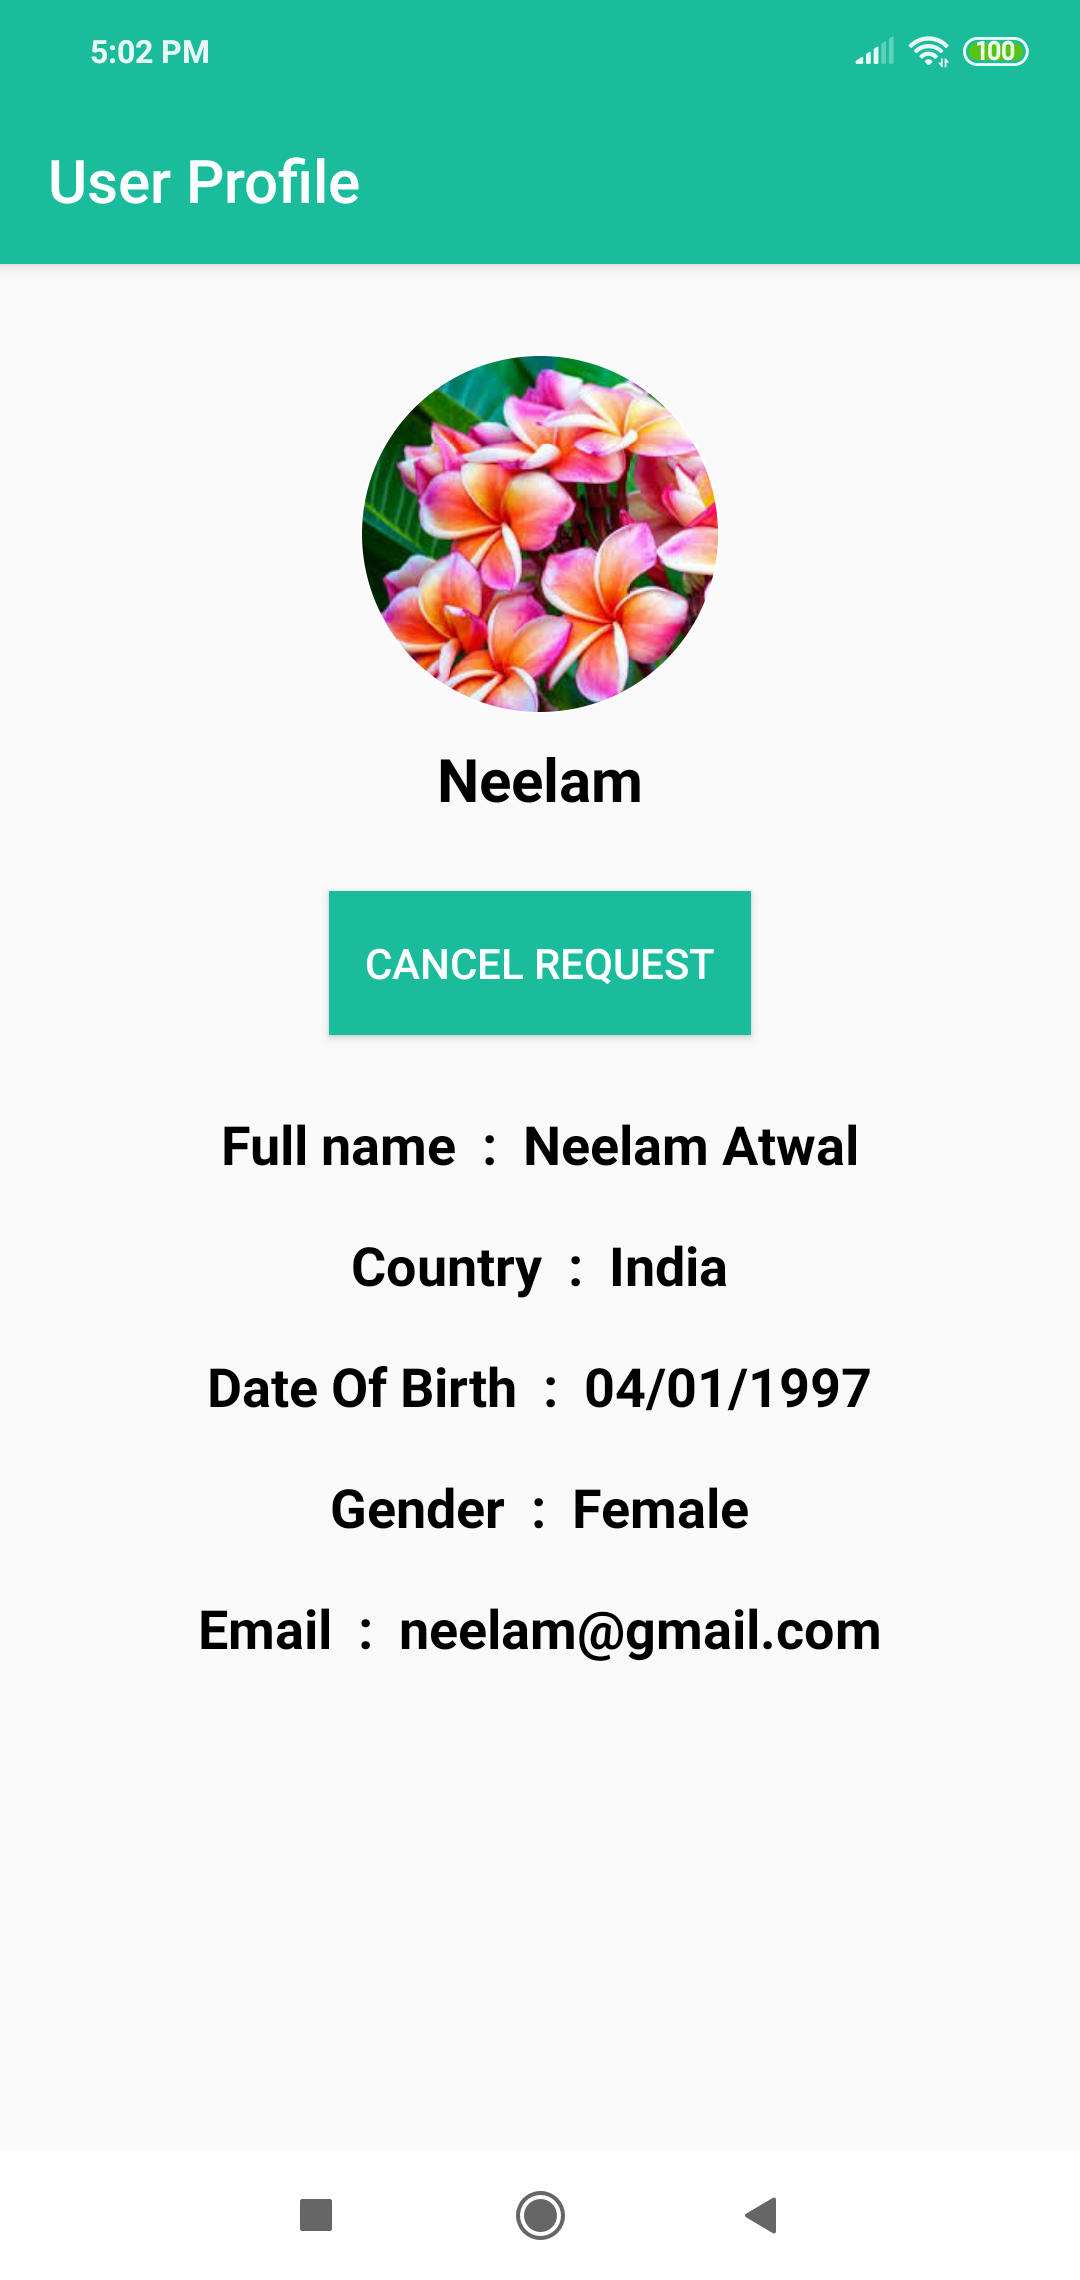 5:02 PM
100
User Profile
Neelam
CANCEL REQUEST
Full name : Neelam Atwal
Country : India
Date Of Birth : 04/01/1997
Gender : Female
Email : neelam@gmail.com